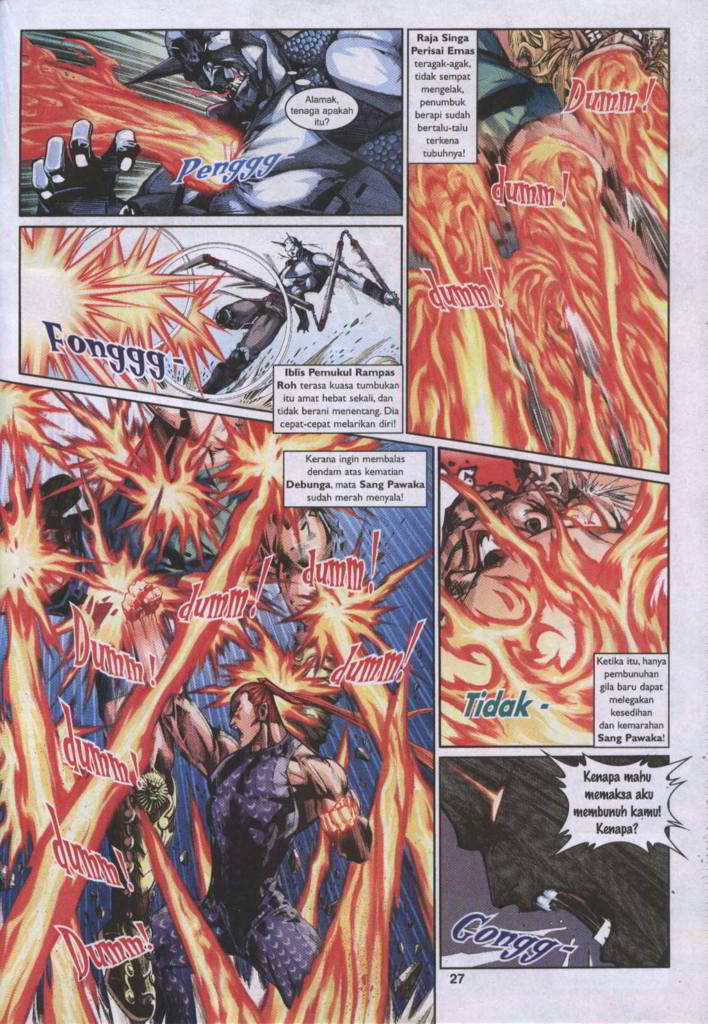 Alamak,
tenaga apakah
itu?
Penggg -
Raja Singa
Perisai Emas
teragak-agak,
tidak sempat
mengelak,
penumbuk
berapi sudah
bertalu-talu
terkena
tubuhnya!
Dumm!
dumm!
dumm!
Fonggg -
Iblis Pemukul Rampas
Roh terasa kuasa tumbukan
itu amat hebat sekali, dan
tidak berani menentang. Dia
cepat-cepat melarikan diri!
Kerana ingin membalas
dendam atas kematian
Debunga, mata Sang Pawaka
sudah merah menyala!
dumm!
dumm!
Dumm!
dumm!
dumm!
dumm!
Dumm!
Tidak -
Ketika itu, hanya
pembunuhan
gila baru dapat
melegakan
kesedihan
dan kemarahan
Sang Pawaka!
Kenapa mahu
memaksa aku
membunuh kamu!
Kenapa?
Gongg -
27